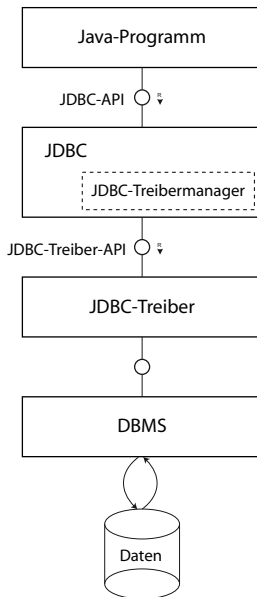 Java-Programm
JDBC-API
R
JDBC
JDBC-Treibermanager
JDBC-Treiber-API
R
JDBC-Treiber
DBMS
Daten